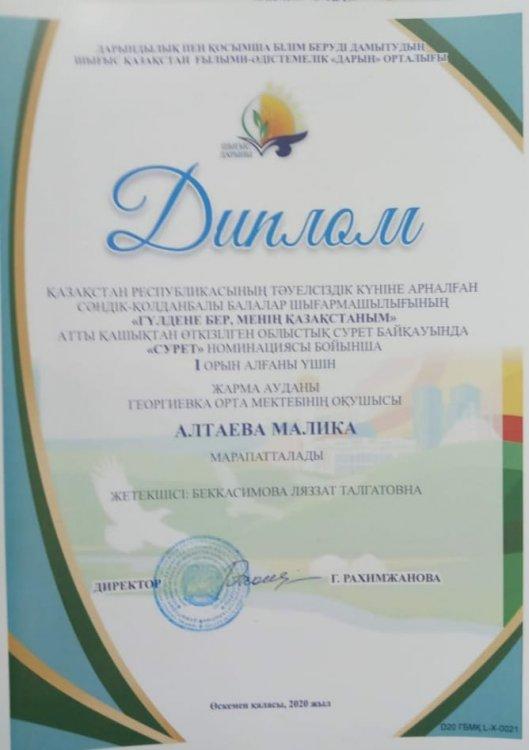 ДАРЫНДЫЛЫҚ ПЕН ҚОСЫМША БІЛІМ БЕРУДІ ДАМЫТУДЫҢ
ШЫҒЫС ҚАЗАҚСТАН ҒЫЛЫМИ-ӘДІСТЕМЕЛІК «ДАРЫН» ОРТАЛЫҒЫ
ШЫҒЫС
ДАРЫНЫ
Диплом
ҚАЗАҚСТАН РЕСПУБЛИКАСЫНЫҢ ТӘУЕЛСІЗДІК КҮНІНЕ АРНАЛҒАН
СӘНДІК-ҚОЛДАНБАЛЫ БАЛАЛАР ШЫҒАРМАШЫЛЫҒЫНЫҢ
«ГҮЛДЕНЕ БЕР, МЕНІҢ ҚАЗАҚСТАНЫМ»
АТТЫ ҚАШЫҚТАН ӨТКІЗІЛГЕН ОБЛЫСТЫҚ СУРЕТ БАЙҚАУЫНДА
«СУРЕТ» НОМИНАЦИЯСЫ БОЙЫНША
I ОРЫН АЛҒАНЫ ҮШІН
ЖАРМА АУДАНЫ
ГЕОРГИЕВКА ОРТА МЕКТЕБІНІҢ ОҚУШЫСЫ
АЛТАЕВА МАЛИКА
МАРАПАТТАЛАДЫ
ЖЕТЕКШІСІ: БЕККАСИМОВА ЛЯЗЗАТ ТАЛГАТОВНА
ДИРЕКТОР Г. РАХИМЖАНОВА
Өскемен қаласы, 2020 жыл
D20 ГБМҚ L-X-0021